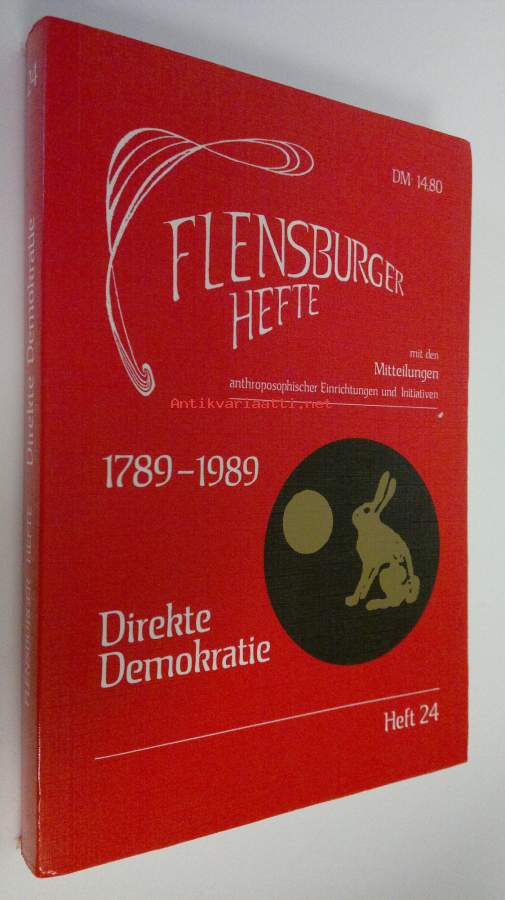 DM 14,80
FLENSBURGER
HEFTE
mit den
Mitteilungen
anthroposophischer Einrichtungen und Initiativen
Antikvariaatti.net
1789–1989
Direkte
Demokratie
Heft 24
FLENSBURGER HEFTE Direkte Demokratie 24